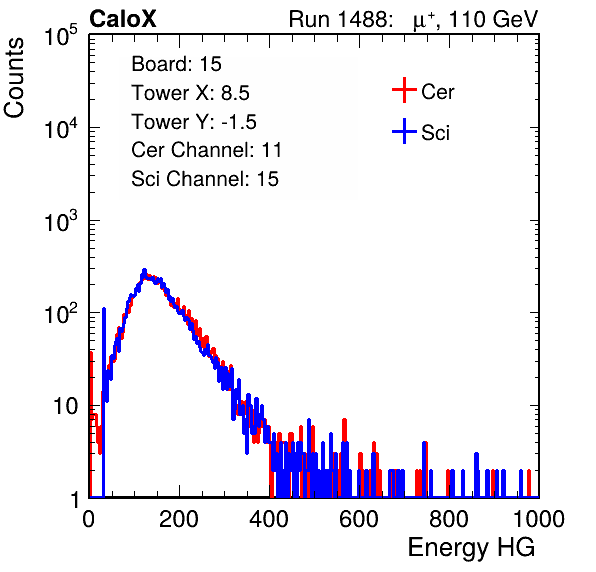 CaloX Run 1488: μ⁺, 110 GeV
Counts
Board: 15
Tower X: 8.5
Tower Y: -1.5
Cer Channel: 11
Sci Channel: 15
Cer
Sci
10⁵
10⁴
10³
10²
10
1
0 200 400 600 800 1000
Energy HG